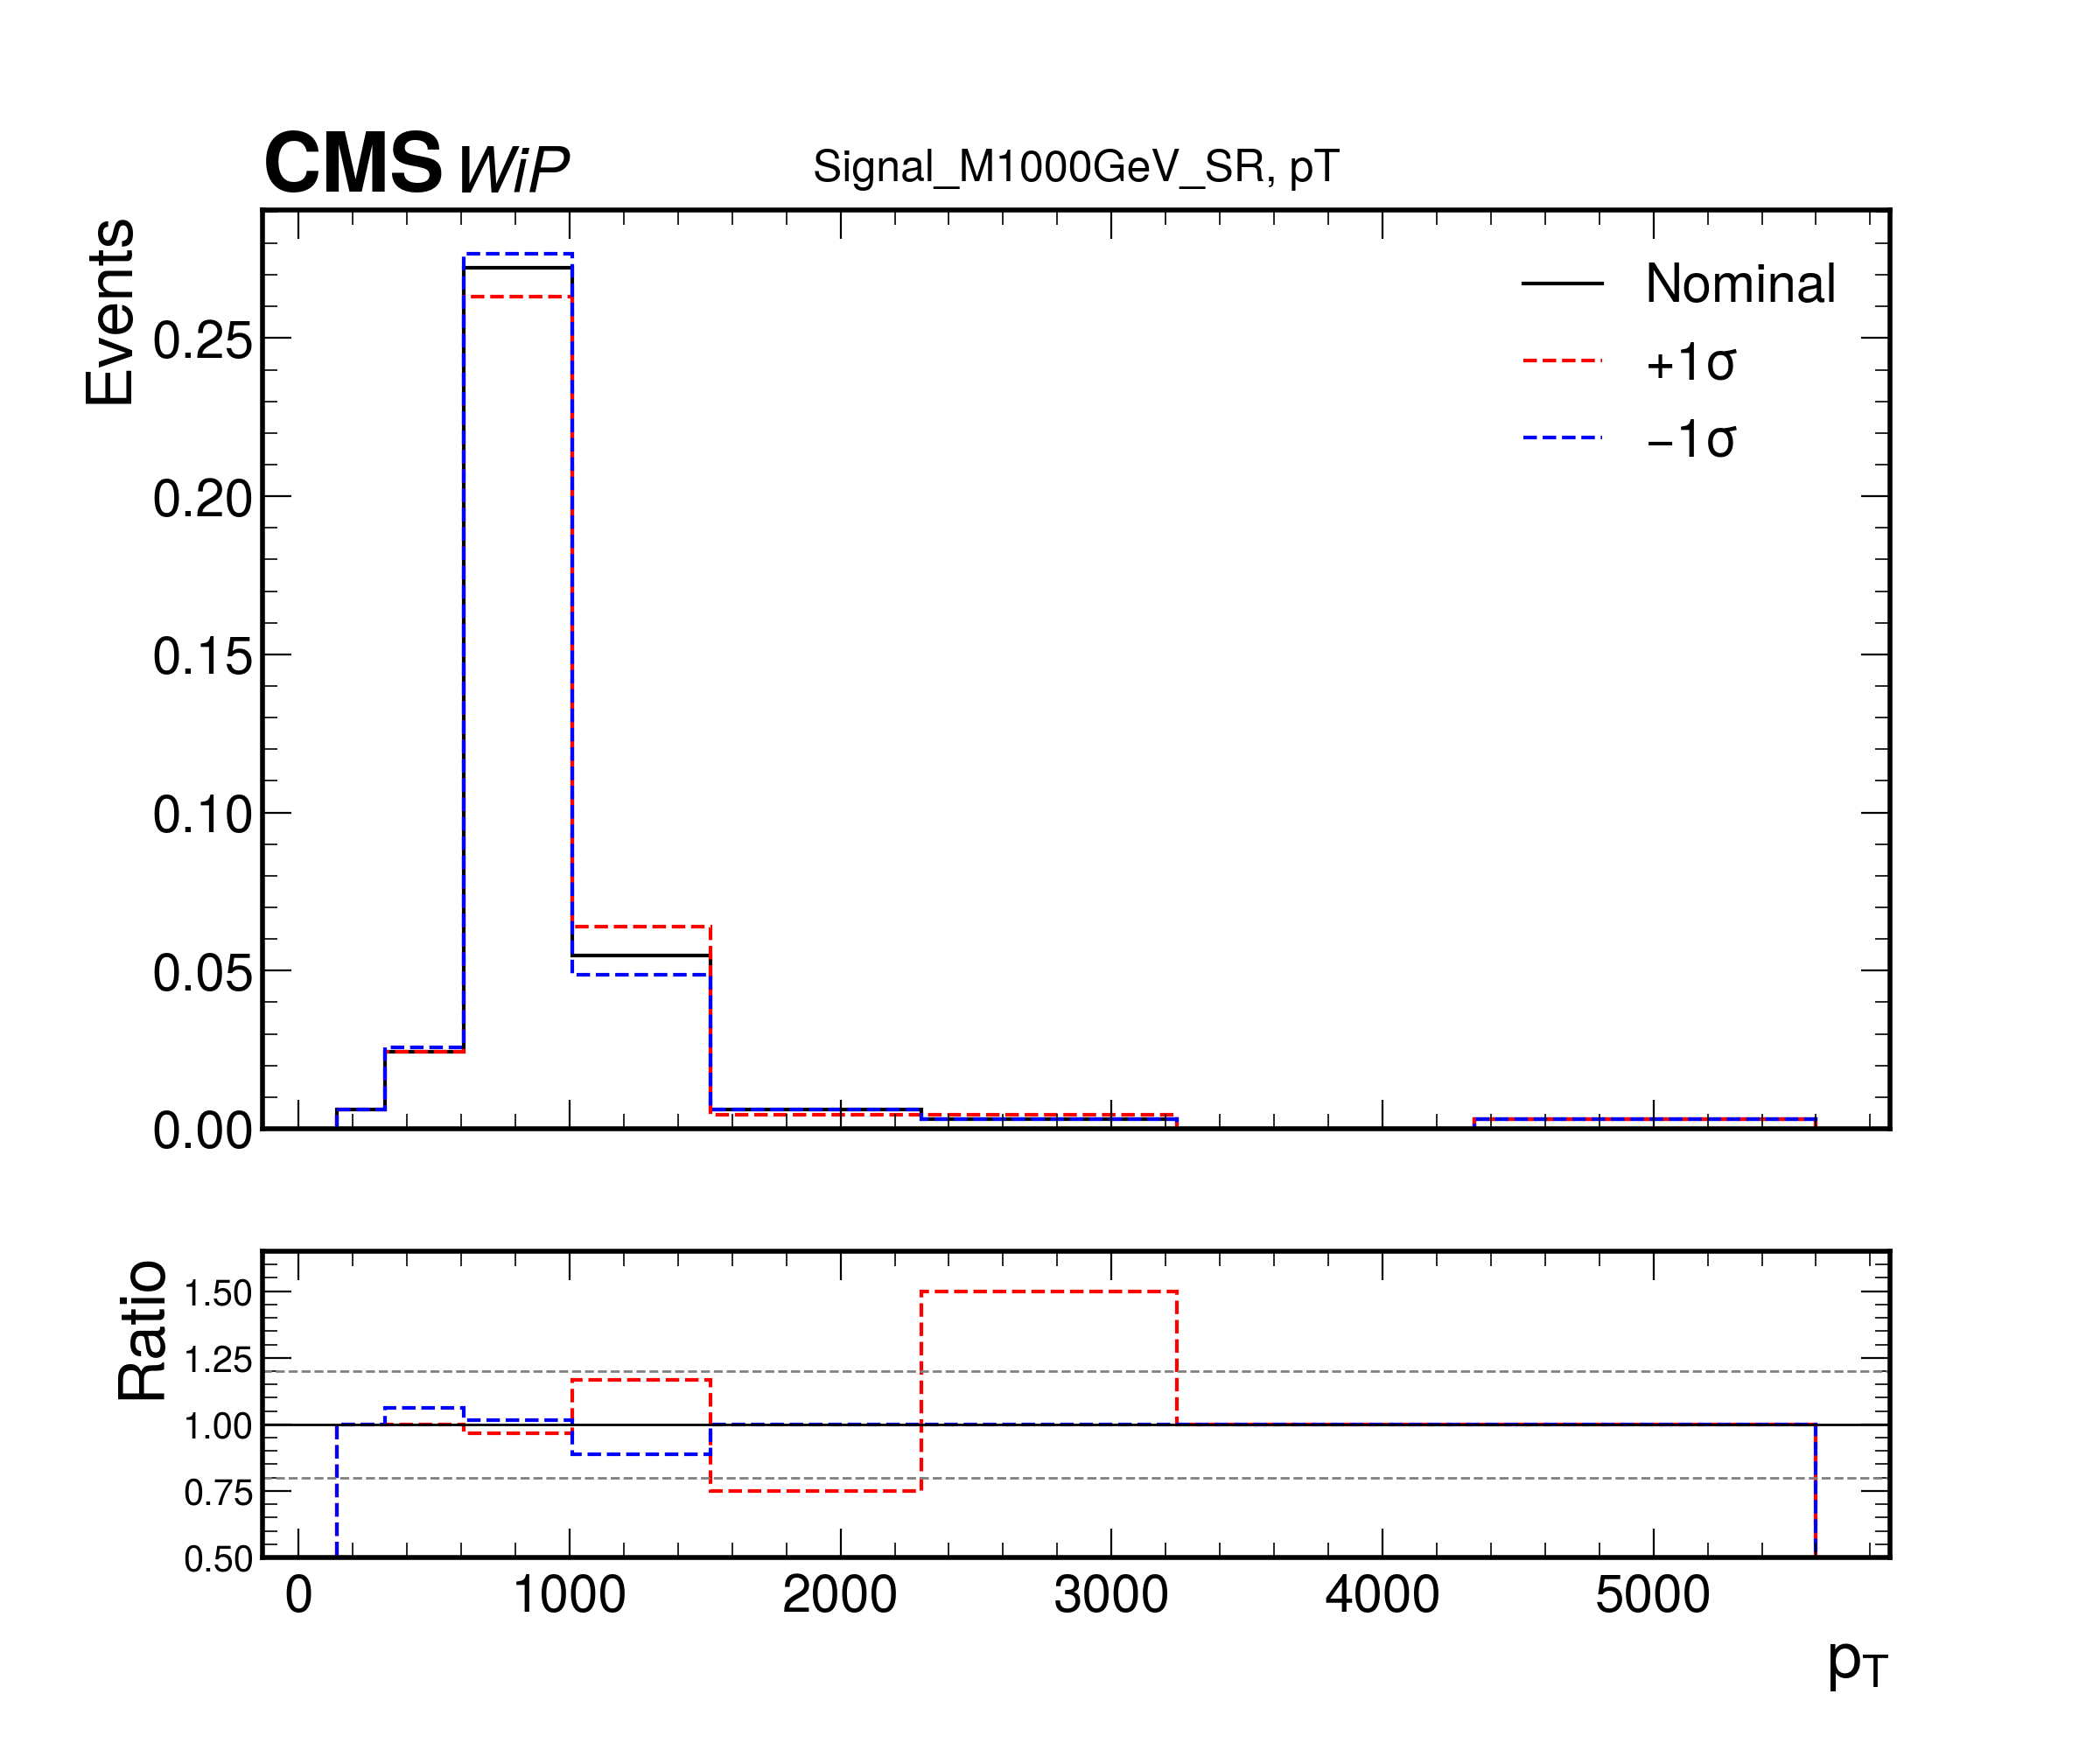 CMS WiP
Signal_M1000GeV_SR, pT
Events
Nominal
+1σ
−1σ
0.25
0.20
0.15
0.10
0.05
0.00
Ratio
1.50
1.25
1.00
0.75
0.50
0 1000 2000 3000 4000 5000
pT